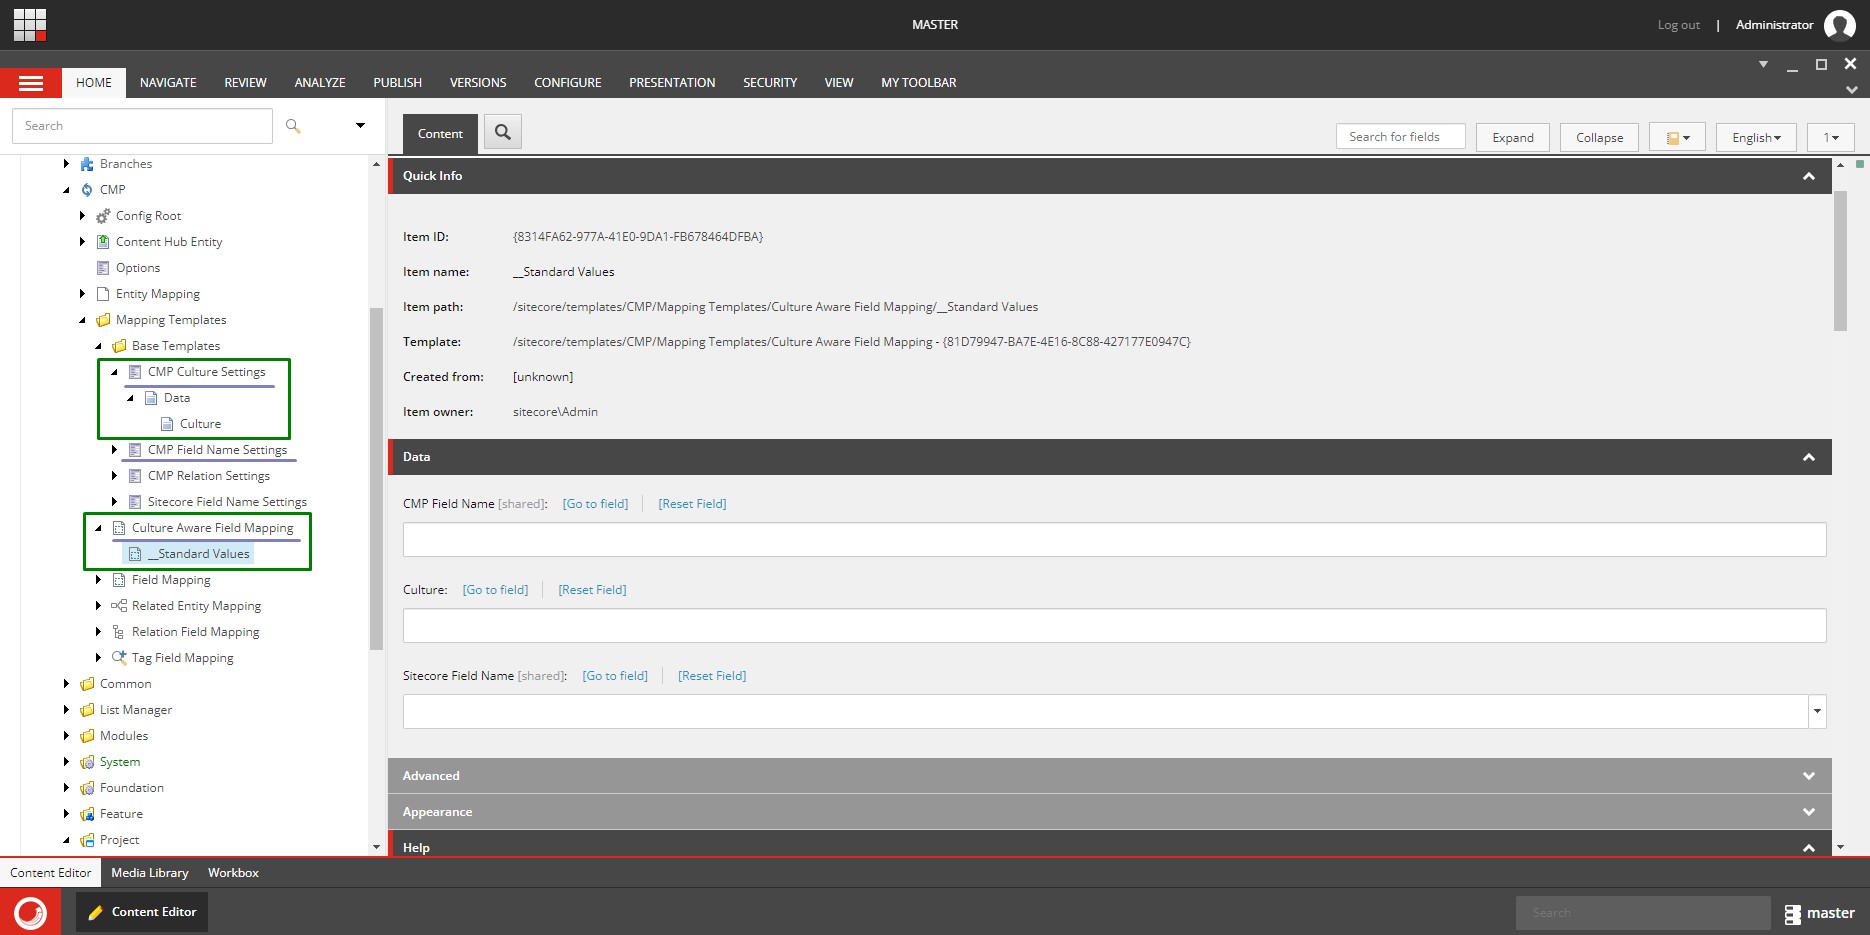 MASTER
Log out | Administrator
HOME NAVIGATE REVIEW ANALYZE PUBLISH VERSIONS CONFIGURE PRESENTATION SECURITY VIEW MY TOOLBAR
Search
Branches
CMP
Config Root
Content Hub Entity
Options
Entity Mapping
Mapping Templates
Base Templates
CMP Culture Settings
Data
Culture
CMP Field Name Settings
CMP Relation Settings
Sitecore Field Name Settings
Culture Aware Field Mapping
__Standard Values
Field Mapping
Related Entity Mapping
Relation Field Mapping
Tag Field Mapping
Common
List Manager
Modules
System
Foundation
Feature
Project
Content
Search for fields Expand Collapse English 1
Quick Info
Item ID: {8314FA62-977A-41E0-9DA1-FB678464DFBA}
Item name: __Standard Values
Item path: /sitecore/templates/CMP/Mapping Templates/Culture Aware Field Mapping/__Standard Values
Template: /sitecore/templates/CMP/Mapping Templates/Culture Aware Field Mapping - {81D79947-BA7E-4E16-8C88-427177E0947C}
Created from: [unknown]
Item owner: sitecore\Admin
Data
CMP Field Name [shared]: [Go to field] [Reset Field]
Culture: [Go to field] [Reset Field]
Sitecore Field Name [shared]: [Go to field] [Reset Field]
Advanced
Appearance
Help
Content Editor Media Library Workbox
Content Editor
Search
master